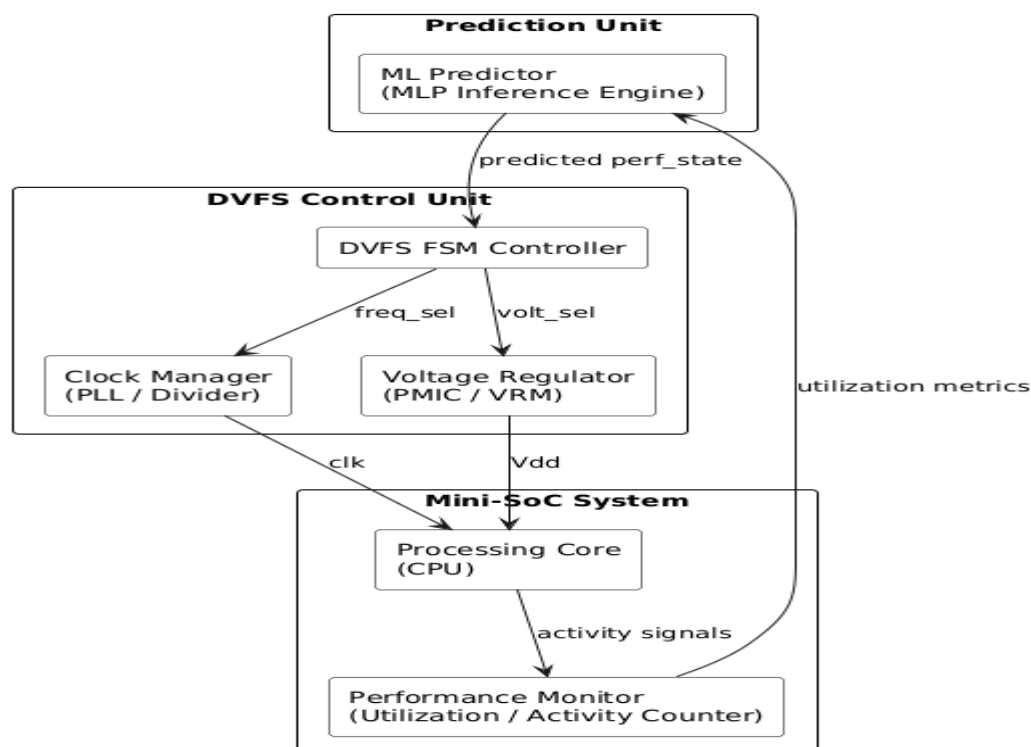 Prediction Unit
ML Predictor
(MLP Inference Engine)
predicted perf_state
DVFS Control Unit
DVFS FSM Controller
freq_sel
volt_sel
Clock Manager
(PLL / Divider)
Voltage Regulator
(PMIC / VRM)
utilization metrics
clk
Vdd
Mini-SoC System
Processing Core
(CPU)
activity signals
Performance Monitor
(Utilization / Activity Counter)